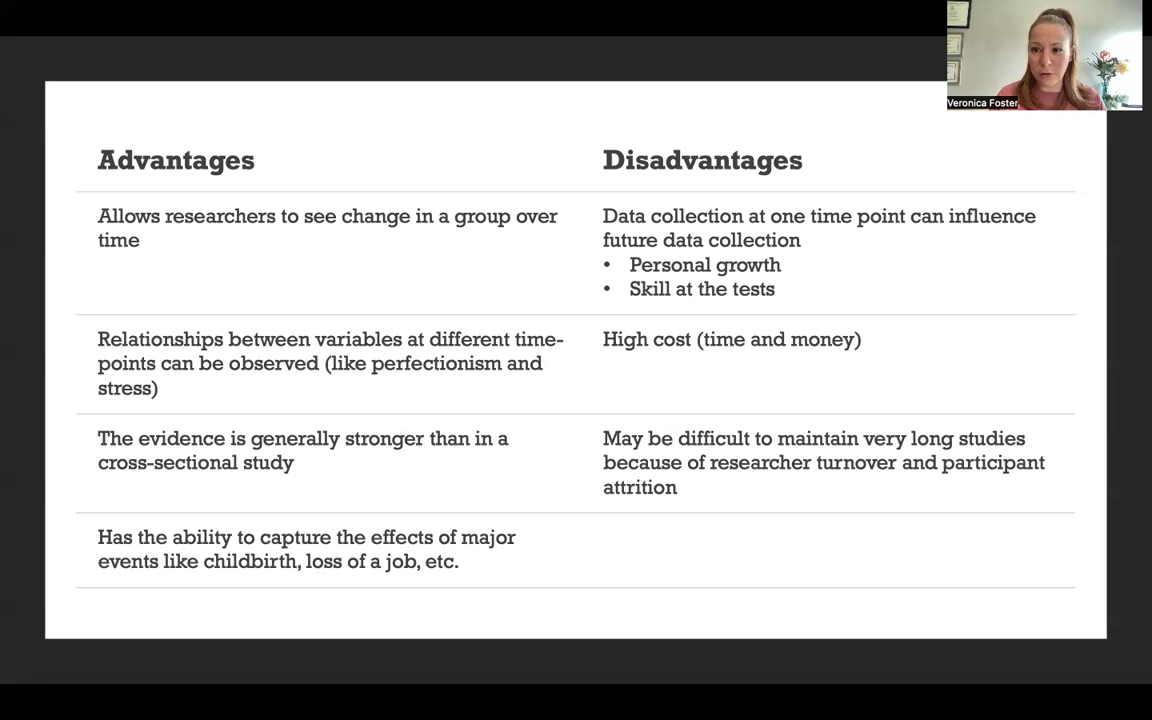 Veronica Foster
Advantages
Disadvantages
Allows researchers to see change in a group over
time
Data collection at one time point can influence
future data collection
• Personal growth
• Skill at the tests
Relationships between variables at different time-
points can be observed (like perfectionism and
stress)
High cost (time and money)
The evidence is generally stronger than in a
cross-sectional study
May be difficult to maintain very long studies
because of researcher turnover and participant
attrition
Has the ability to capture the effects of major
events like childbirth, loss of a job, etc.